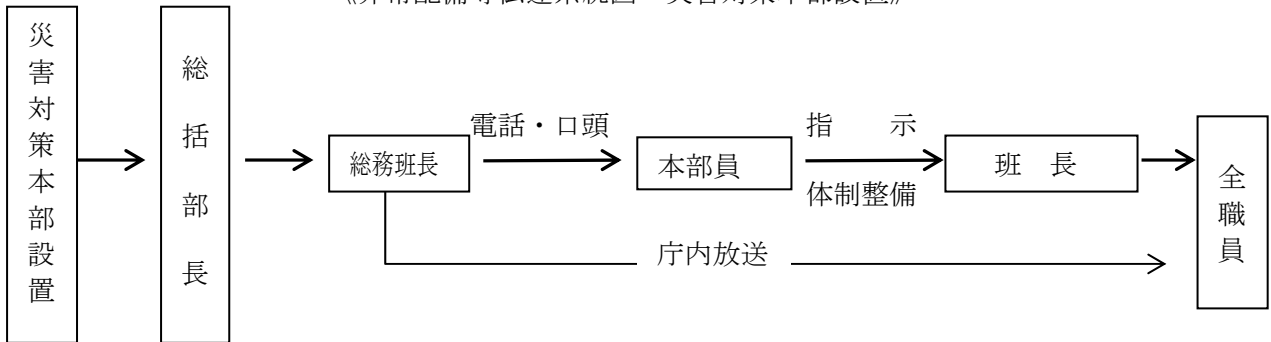 災害対策本部設置
総括部長
総務班長
電話・口頭
本部員
指　示
体制整備
班　長
全職員
庁内放送